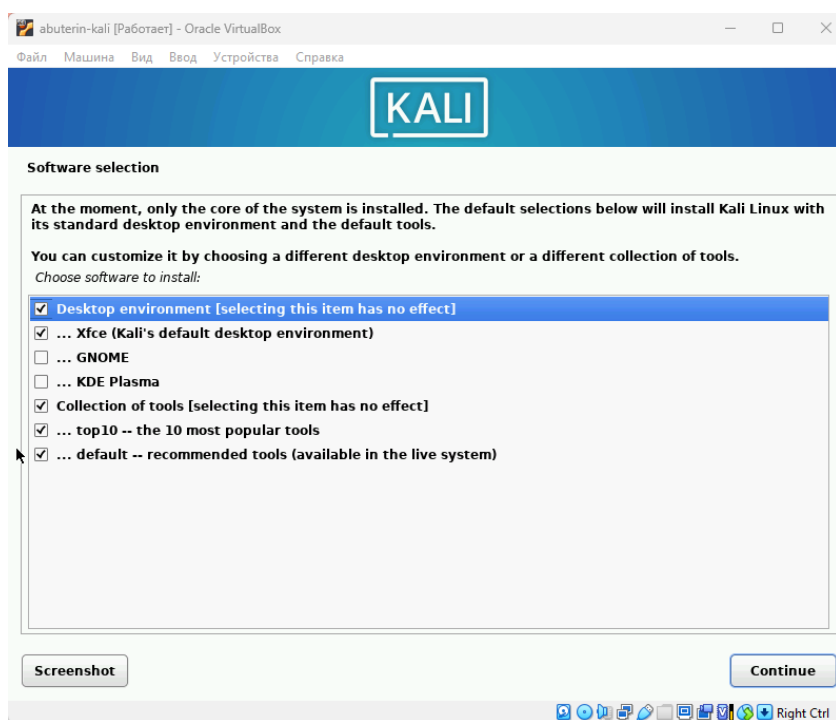 abuterin-kali [Работает] - Oracle VirtualBox
Файл Машина Вид Ввод Устройства Справка
KALI
Software selection
At the moment, only the core of the system is installed. The default selections below will install Kali Linux with
its standard desktop environment and the default tools.
You can customize it by choosing a different desktop environment or a different collection of tools.
Choose software to install:
Desktop environment [selecting this item has no effect]
... Xfce (Kali's default desktop environment)
... GNOME
... KDE Plasma
Collection of tools [selecting this item has no effect]
... top10 -- the 10 most popular tools
... default -- recommended tools (available in the live system)
Screenshot
Continue
Right Ctrl